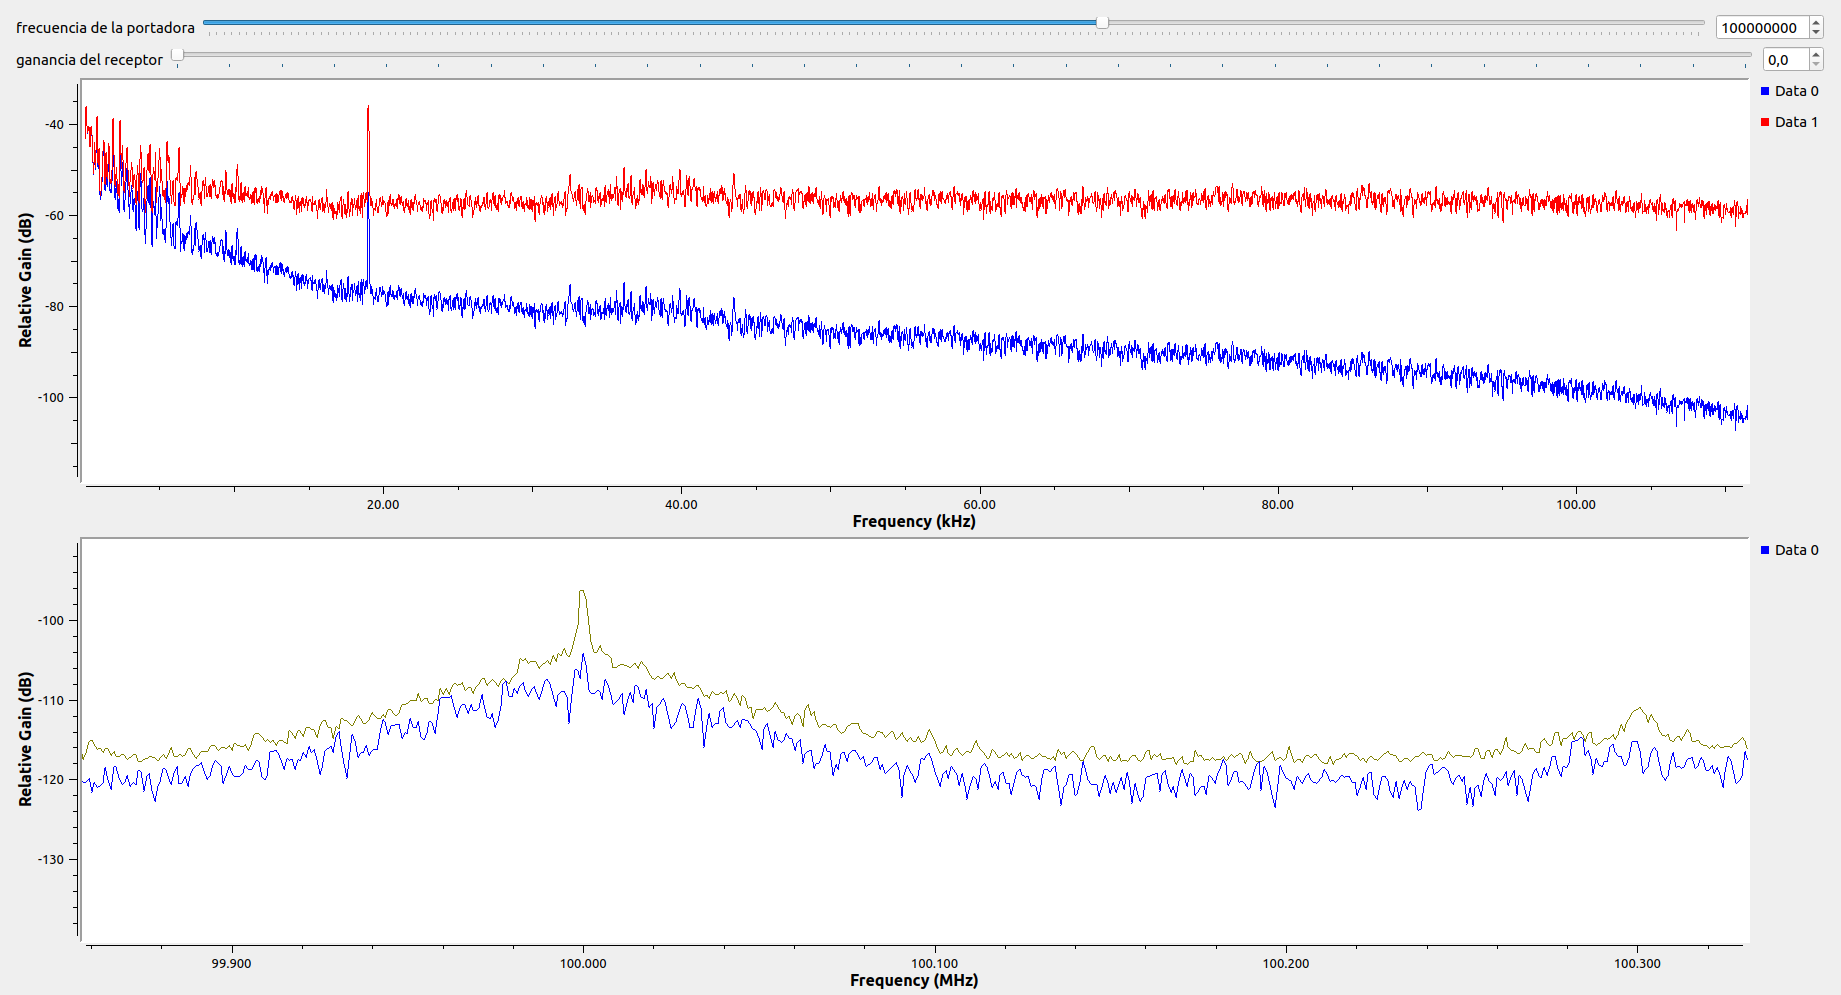 frecuencia de la portadora
100000000
ganancia del receptor
0,0
Data 0
Data 1
Relative Gain (dB)
-40
-60
-80
-100
20.00
40.00
60.00
80.00
100.00
Frequency (kHz)
Data 0
Relative Gain (dB)
-100
-110
-120
-130
99.900
100.000
100.100
100.200
100.300
Frequency (MHz)